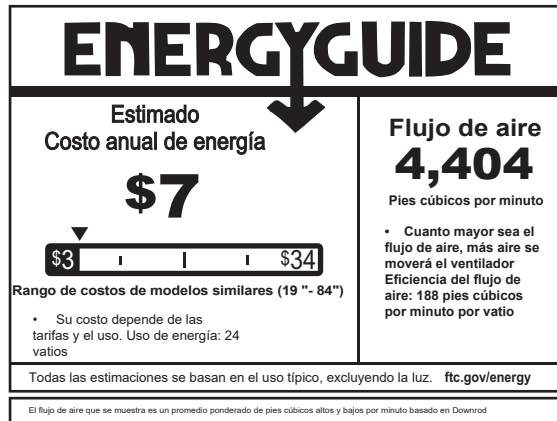 ENERGYGUIDE
Estimado
Costo anual de energía
$7
$3 $34
Rango de costos de modelos similares (19 "- 84")
• Su costo depende de las
tarifas y el uso. Uso de energía: 24
vatios
Flujo de aire
4,404
Pies cúbicos por minuto
• Cuanto mayor sea el
flujo de aire, más aire se
moverá el ventilador
Eficiencia del flujo de
aire: 188 pies cúbicos
por minuto por vatio
Todas las estimaciones se basan en el uso típico, excluyendo la luz. ftc.gov/energy
El flujo de aire que se muestra es un promedio ponderado de pies cúbicos altos y bajos por minuto basado en Downrod